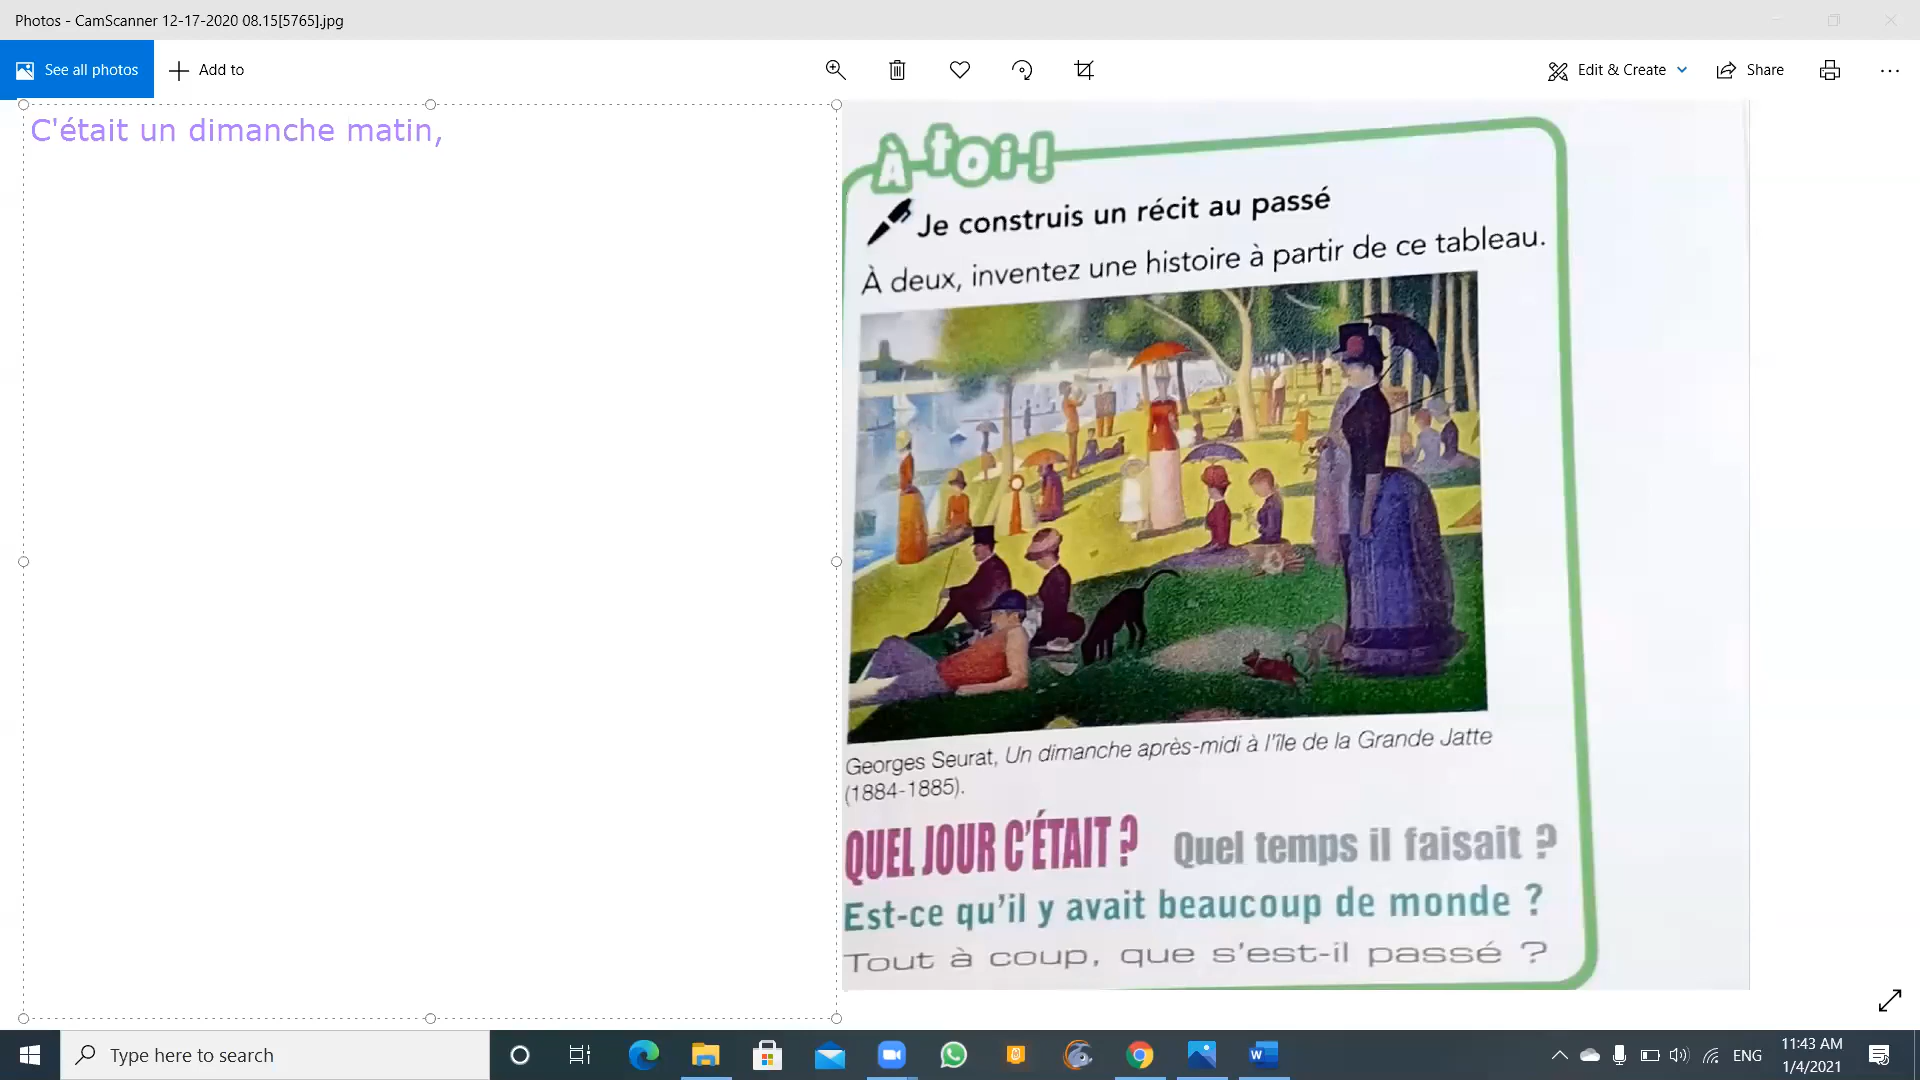 Photos - CamScanner 12-17-2020 08.15[5765].jpg
See all photos
Add to
Edit & Create
Share
C'était un dimanche matin,
À toi !
Je construis un récit au passé
À deux, inventez une histoire à partir de ce tableau.
Georges Seurat, Un dimanche après-midi à l'île de la Grande Jatte
(1884-1885).
QUEL JOUR C'ÉTAIT ?
Quel temps il faisait ?
Est-ce qu'il y avait beaucoup de monde ?
Tout à coup, que s'est-il passé ?
Type here to search
ENG
11:43 AM
1/4/2021